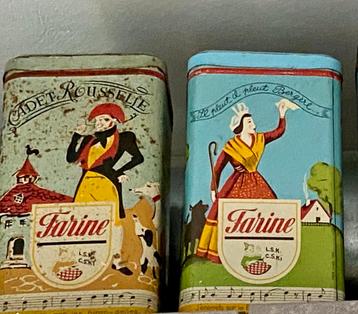 CADET ROUSSELLE
Farine
L.S.K.
C.S.K!
Il pleut il pleut Bergère
Farine
L.S.K.
C.S.K!